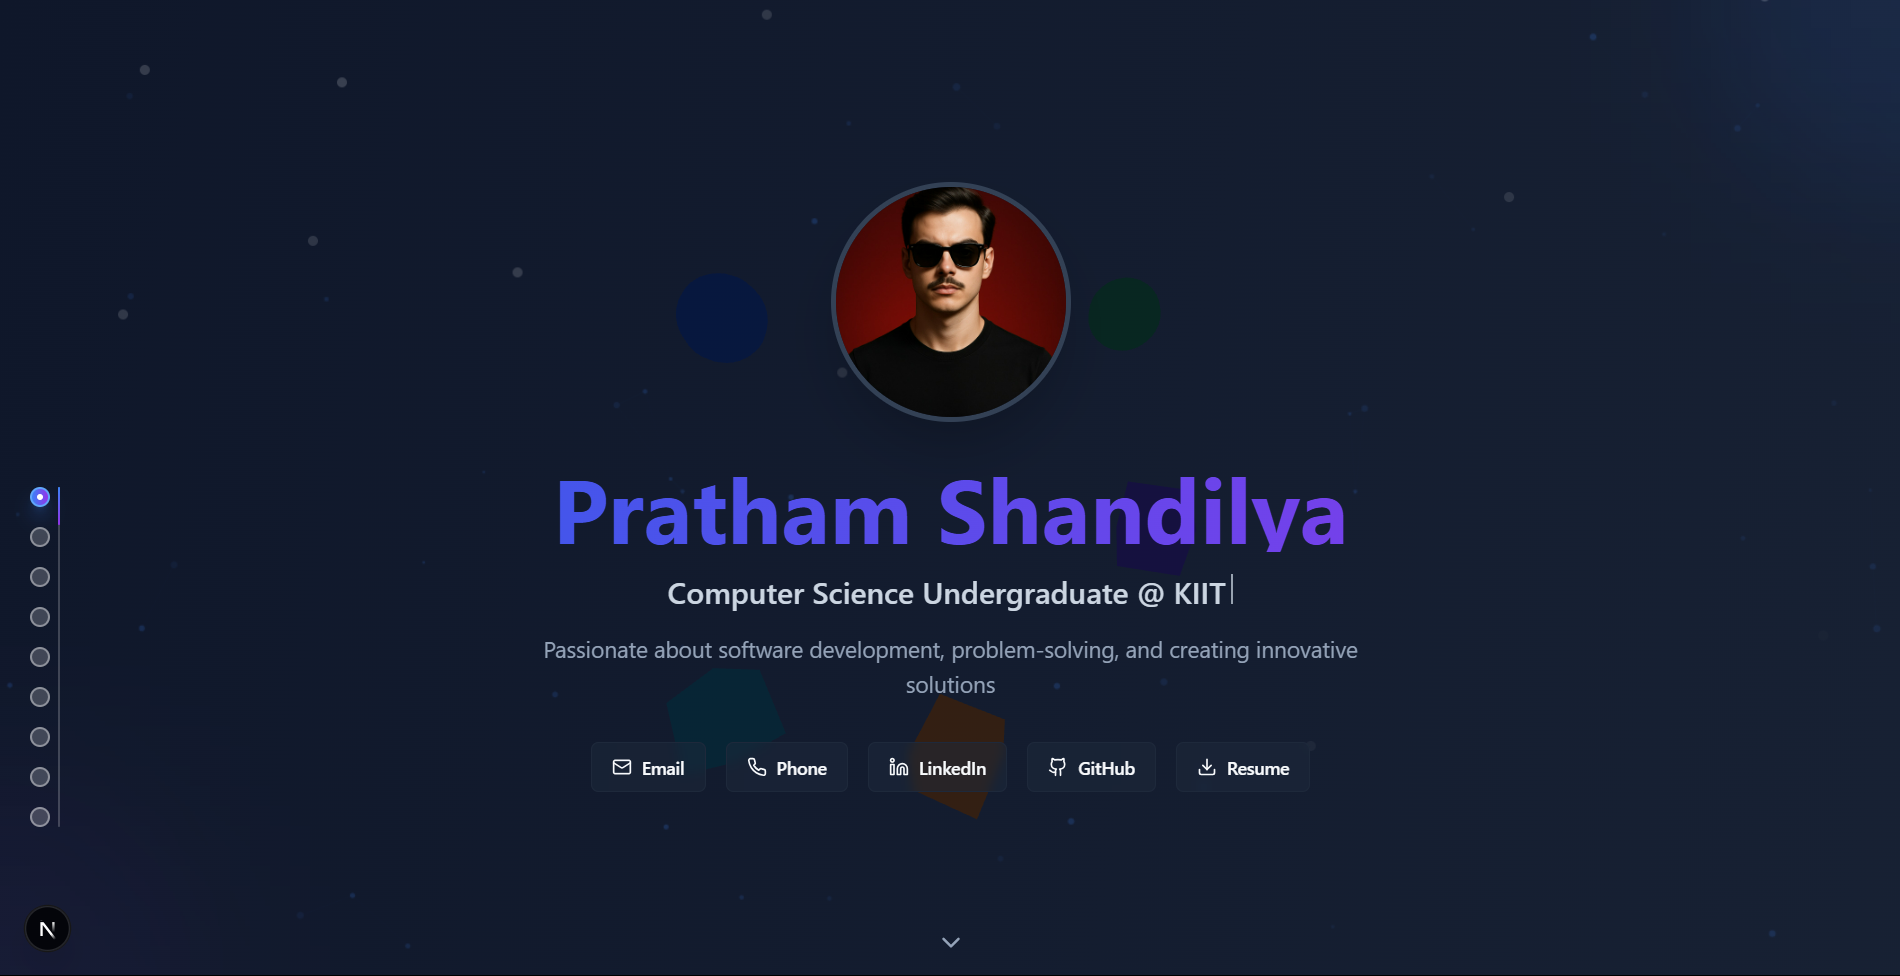 Pratham Shandilya
Computer Science Undergraduate @ KIIT
Passionate about software development, problem-solving, and creating innovative
solutions
Email Phone LinkedIn GitHub Resume
N